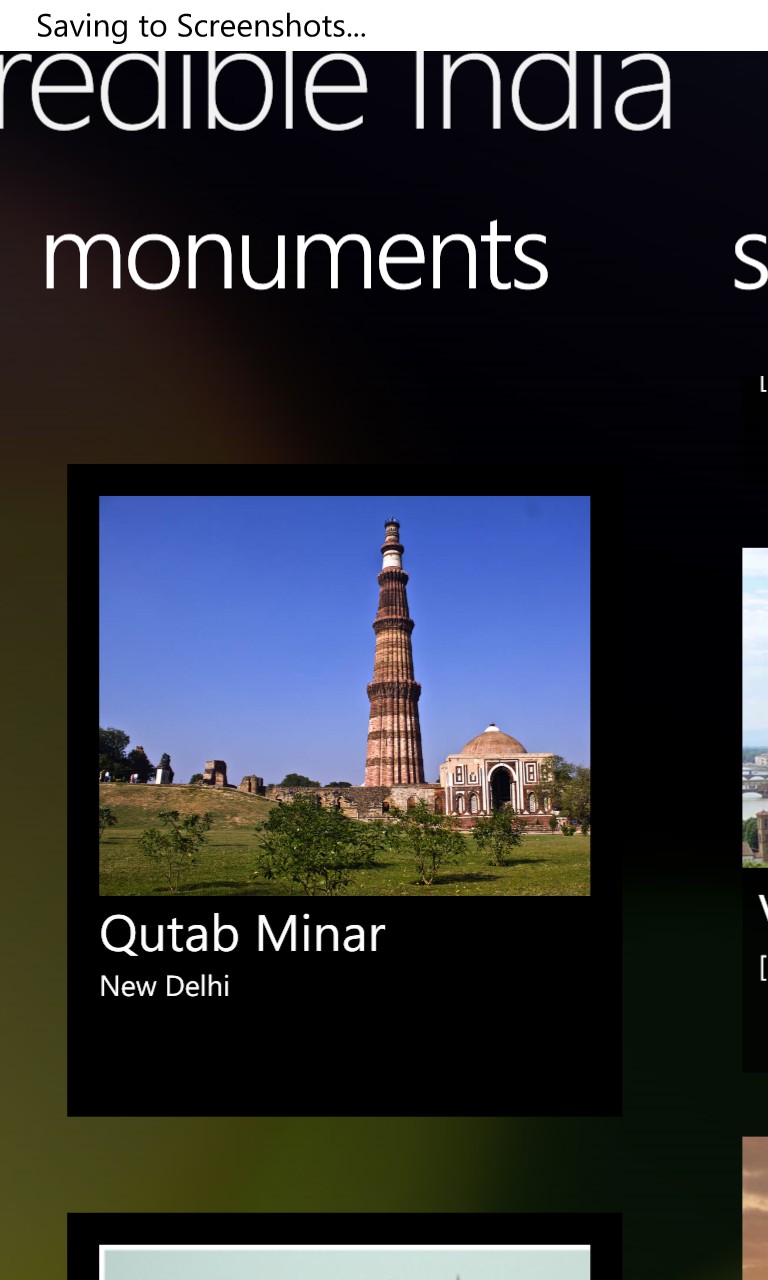 Saving to Screenshots...
redible India
monuments
s
Qutab Minar
New Delhi
[